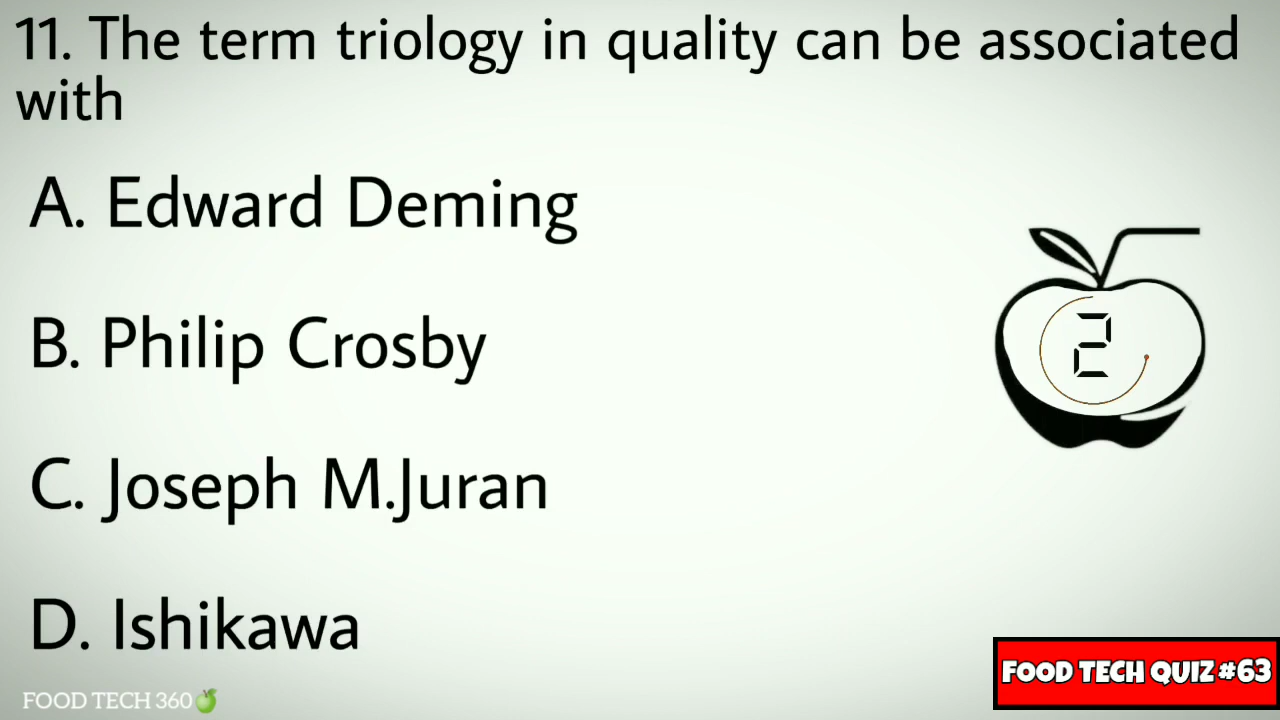 11. The term triology in quality can be associated
with
A. Edward Deming
B. Philip Crosby
2
C. Joseph M.Juran
D. Ishikawa
FOOD TECH QUIZ #63
FOOD TECH 360